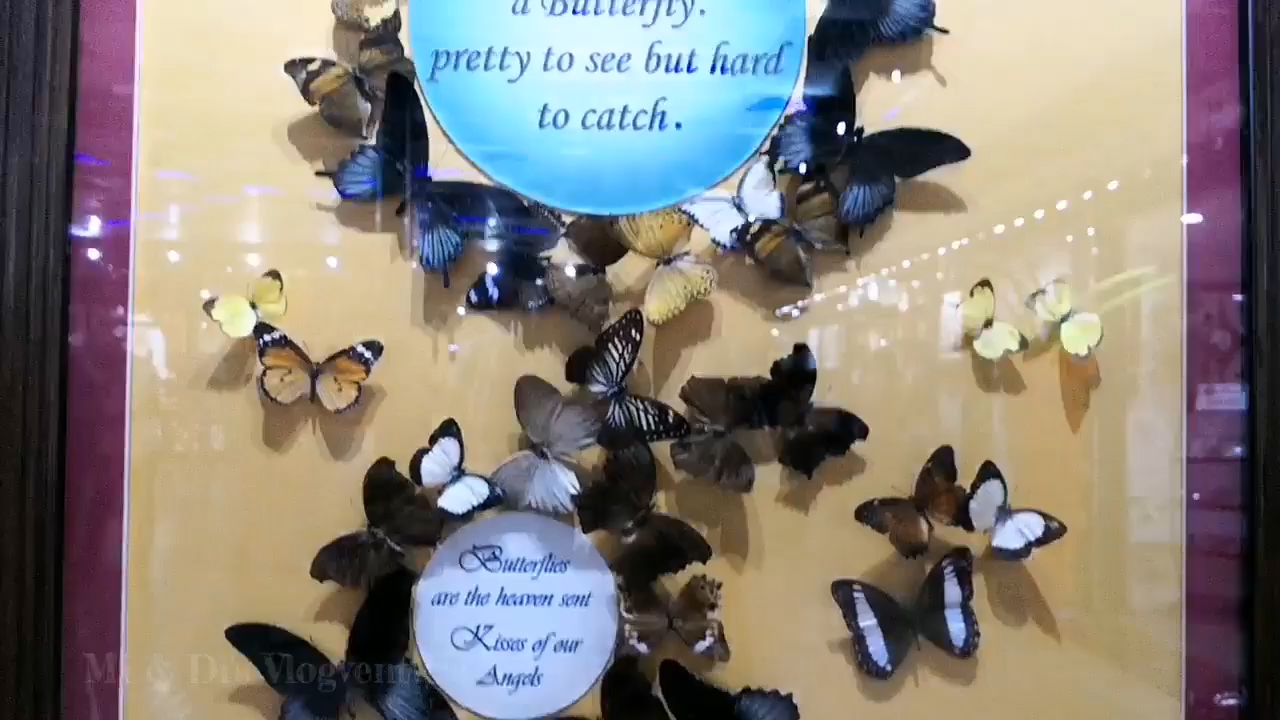 a Butterfly.
pretty to see but hard
to catch.
Butterflies
are the heaven sent
Kisses of our
Angels